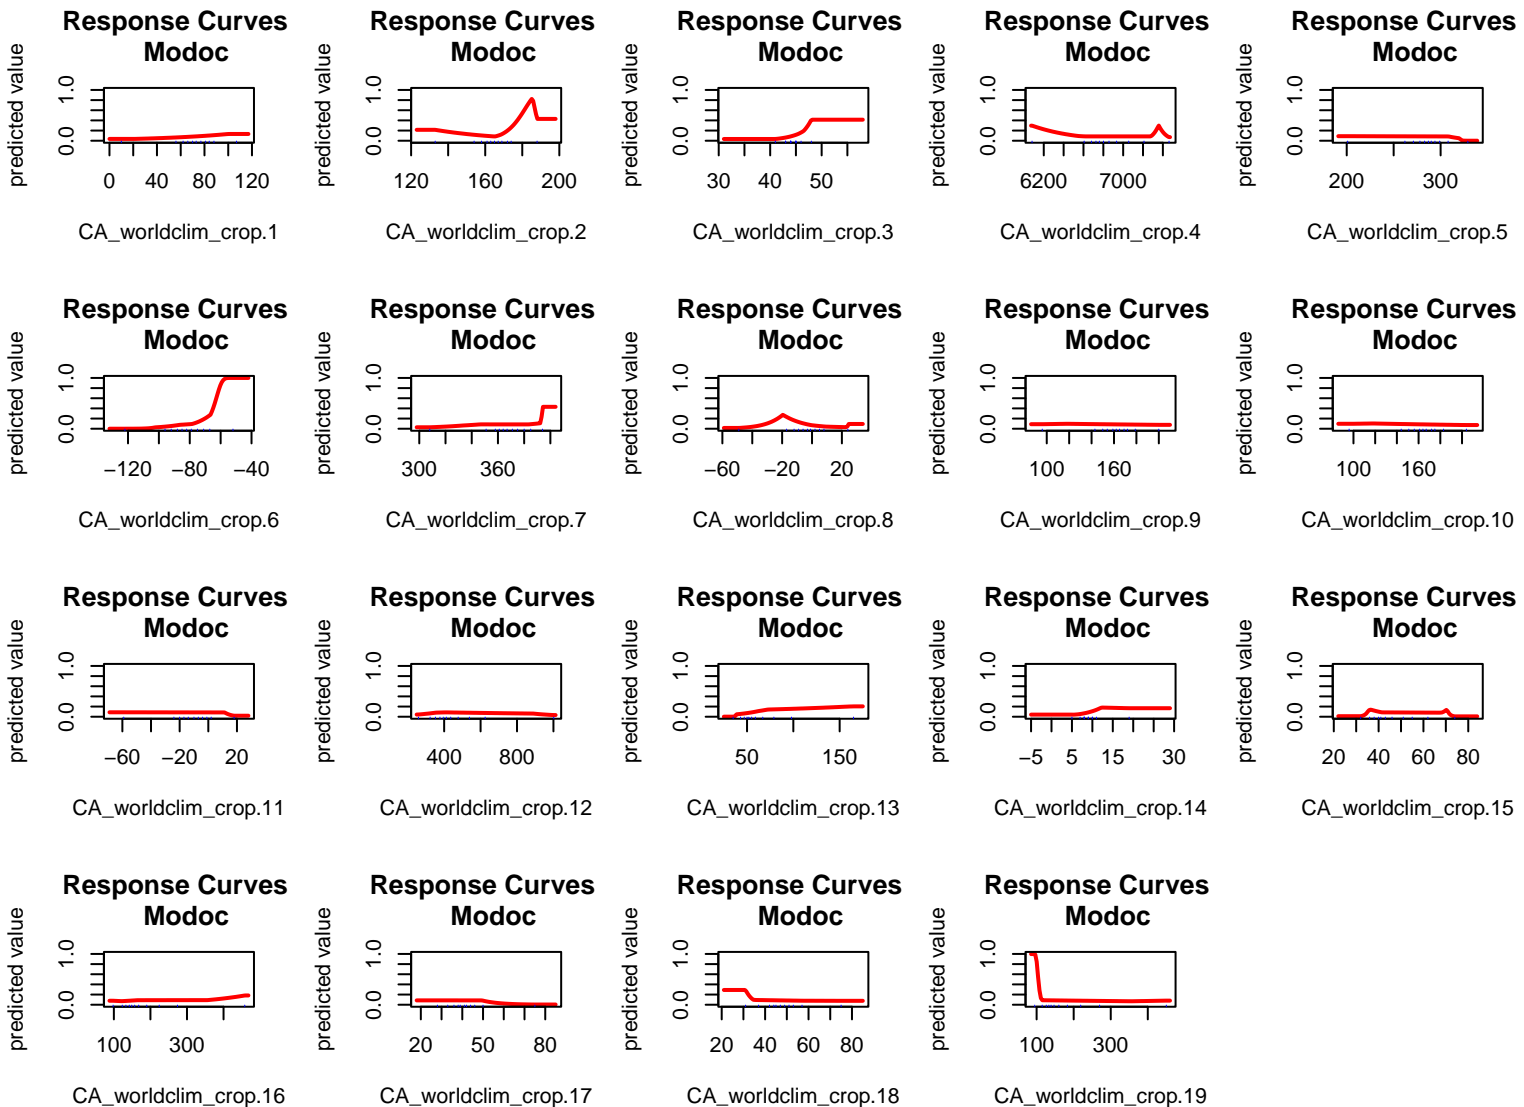 Response Curves
Modoc
predicted value
0.0 1.0
0 40 80 120
CA_worldclim_crop.1
Response Curves
Modoc
predicted value
0.0 1.0
120 160 200
CA_worldclim_crop.2
Response Curves
Modoc
predicted value
0.0 1.0
30 40 50
CA_worldclim_crop.3
Response Curves
Modoc
predicted value
0.0 1.0
6200 7000
CA_worldclim_crop.4
Response Curves
Modoc
predicted value
0.0 1.0
200 300
CA_worldclim_crop.5
Response Curves
Modoc
predicted value
0.0 1.0
−120 −80 −40
CA_worldclim_crop.6
Response Curves
Modoc
predicted value
0.0 1.0
300 360
CA_worldclim_crop.7
Response Curves
Modoc
predicted value
0.0 1.0
−60 −20 20
CA_worldclim_crop.8
Response Curves
Modoc
predicted value
0.0 1.0
100 160
CA_worldclim_crop.9
Response Curves
Modoc
predicted value
0.0 1.0
100 160
CA_worldclim_crop.10
Response Curves
Modoc
predicted value
0.0 1.0
−60 −20 20
CA_worldclim_crop.11
Response Curves
Modoc
predicted value
0.0 1.0
400 800
CA_worldclim_crop.12
Response Curves
Modoc
predicted value
0.0 1.0
50 150
CA_worldclim_crop.13
Response Curves
Modoc
predicted value
0.0 1.0
−5 5 15 30
CA_worldclim_crop.14
Response Curves
Modoc
predicted value
0.0 1.0
20 40 60 80
CA_worldclim_crop.15
Response Curves
Modoc
predicted value
0.0 1.0
100 300
CA_worldclim_crop.16
Response Curves
Modoc
predicted value
0.0 1.0
20 50 80
CA_worldclim_crop.17
Response Curves
Modoc
predicted value
0.0 1.0
20 40 60 80
CA_worldclim_crop.18
Response Curves
Modoc
predicted value
0.0 1.0
100 300
CA_worldclim_crop.19